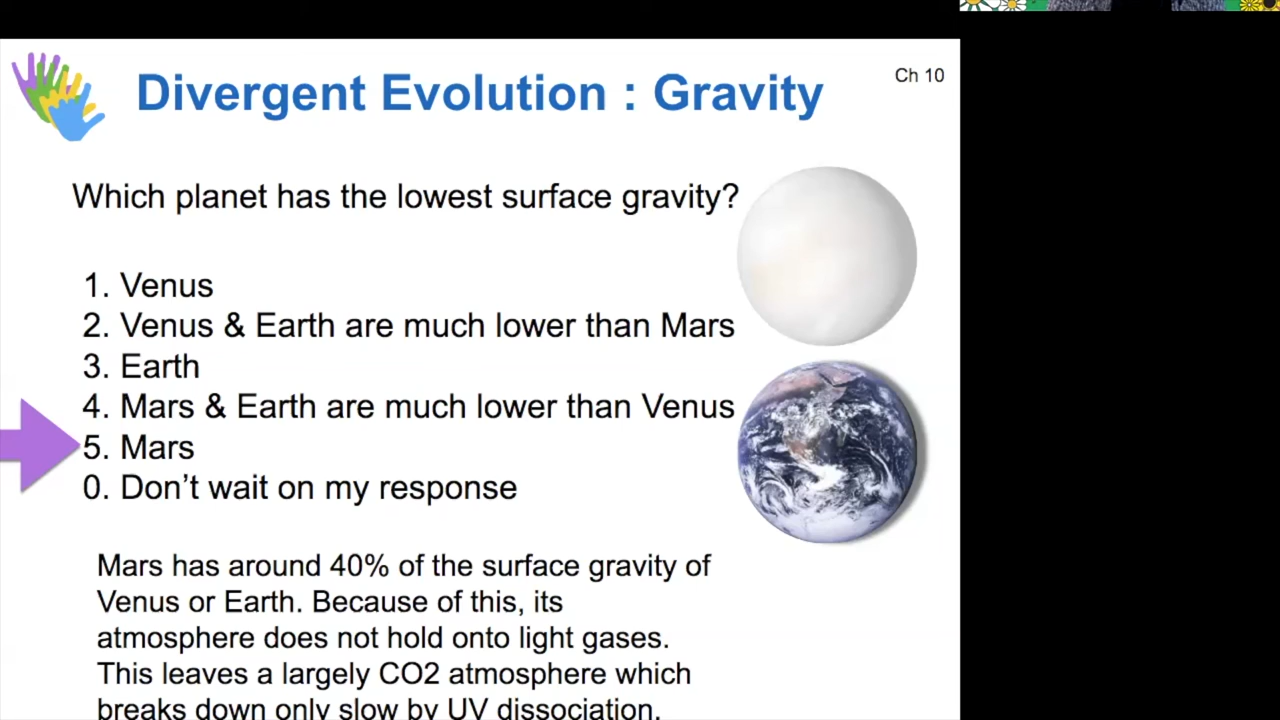 Divergent Evolution : Gravity
Ch 10
Which planet has the lowest surface gravity?
1. Venus
2. Venus & Earth are much lower than Mars
3. Earth
4. Mars & Earth are much lower than Venus
5. Mars
0. Don’t wait on my response
Mars has around 40% of the surface gravity of
Venus or Earth. Because of this, its
atmosphere does not hold onto light gases.
This leaves a largely CO2 atmosphere which
breaks down only slow by UV dissociation.